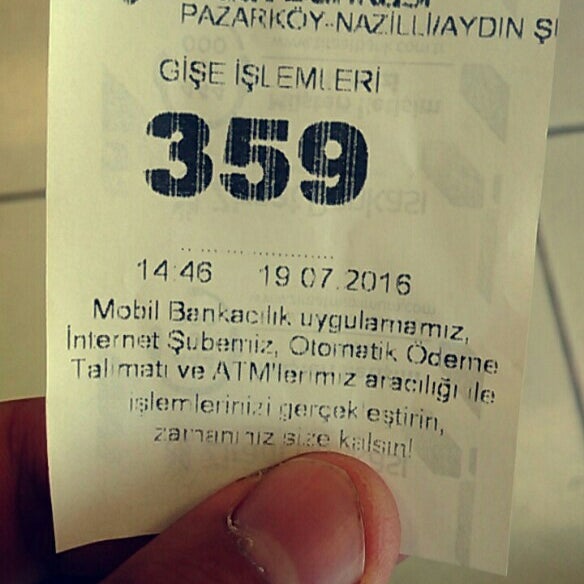 PAZARKÖY-NAZİLLİ/AYDIN Ş
GİŞE İŞLEMLERİ
359
14:46 19.07.2016
Mobil Bankacılık uygulamamız,
İnternet Şubemiz, Otomatik Ödeme
Talimatı ve ATM'lerimiz aracılığı ile
işlemlerinizi gerçekleştirin,
zamanınız size kalsın!